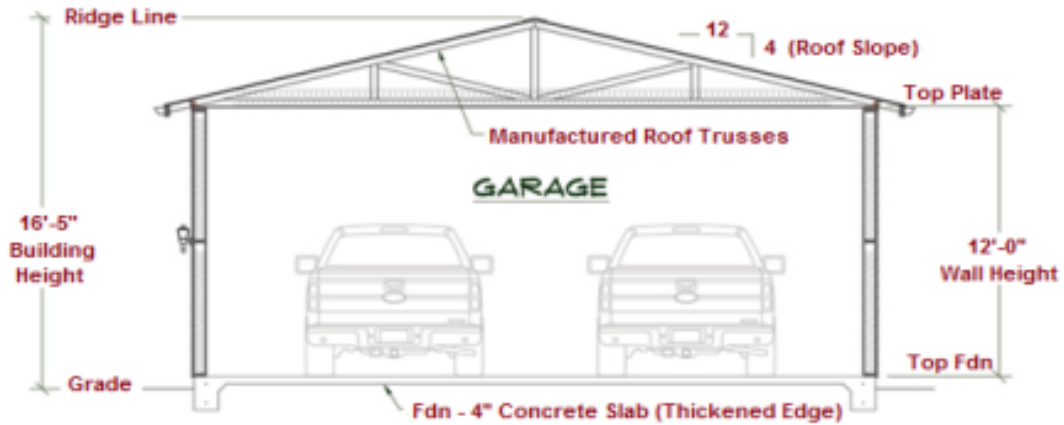 Ridge Line
12
4 (Roof Slope)
Top Plate
Manufactured Roof Trusses
GARAGE
16'-5"
Building
Height
12'-0"
Wall Height
Top Fdn
Grade
Fdn - 4" Concrete Slab (Thickened Edge)